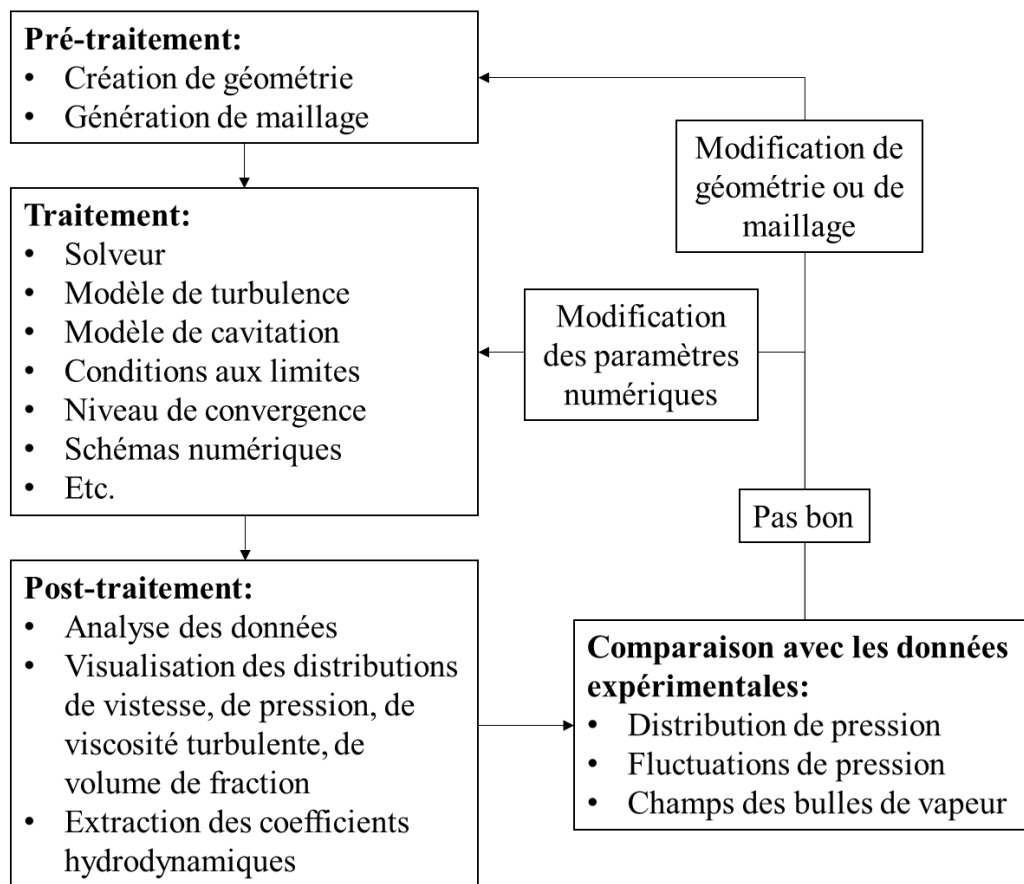 Pré-traitement:
• Création de géométrie
• Génération de maillage
Modification de
géométrie ou de
maillage
Traitement:
• Solveur
• Modèle de turbulence
• Modèle de cavitation
• Conditions aux limites
• Niveau de convergence
• Schémas numériques
• Etc.
Modification
des paramètres
numériques
Pas bon
Post-traitement:
• Analyse des données
• Visualisation des distributions
de vistesse, de pression, de
viscosité turbulente, de
volume de fraction
• Extraction des coefficients
hydrodynamiques
Comparaison avec les données
expérimentales:
• Distribution de pression
• Fluctuations de pression
• Champs des bulles de vapeur